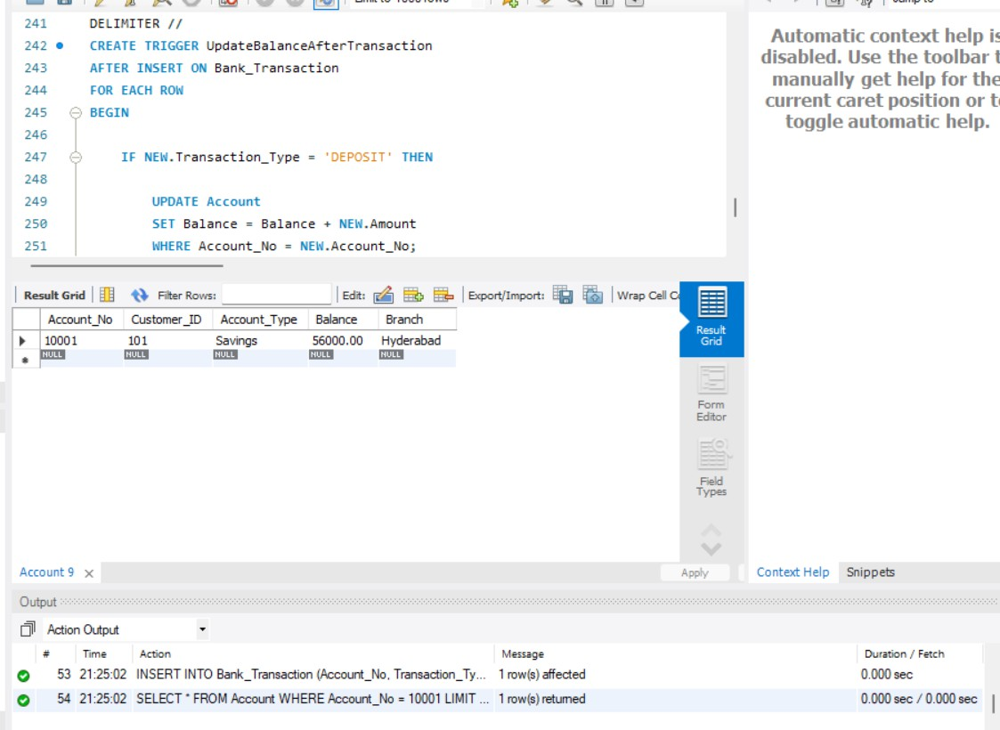 241 DELIMITER //
242 CREATE TRIGGER UpdateBalanceAfterTransaction
243 AFTER INSERT ON Bank_Transaction
244 FOR EACH ROW
245 BEGIN
246
247 IF NEW.Transaction_Type = 'DEPOSIT' THEN
248
249 UPDATE Account
250 SET Balance = Balance + NEW.Amount
251 WHERE Account_No = NEW.Account_No;
Automatic context help is
disabled. Use the toolbar t
manually get help for the
current caret position or to
toggle automatic help.
Result Grid Filter Rows: Edit: Export/Import: Wrap Cell Co
Account_No Customer_ID Account_Type Balance Branch
10001 101 Savings 56000.00 Hyderabad
NULL NULL NULL NULL NULL
Result
Grid
Form
Editor
Field
Types
Account 9 Apply
Context Help Snippets
Output
Action Output
# Time Action Message Duration / Fetch
53 21:25:02 INSERT INTO Bank_Transaction (Account_No, Transaction_Ty... 1 row(s) affected 0.000 sec
54 21:25:02 SELECT * FROM Account WHERE Account_No = 10001 LIMIT ... 1 row(s) returned 0.000 sec / 0.000 sec